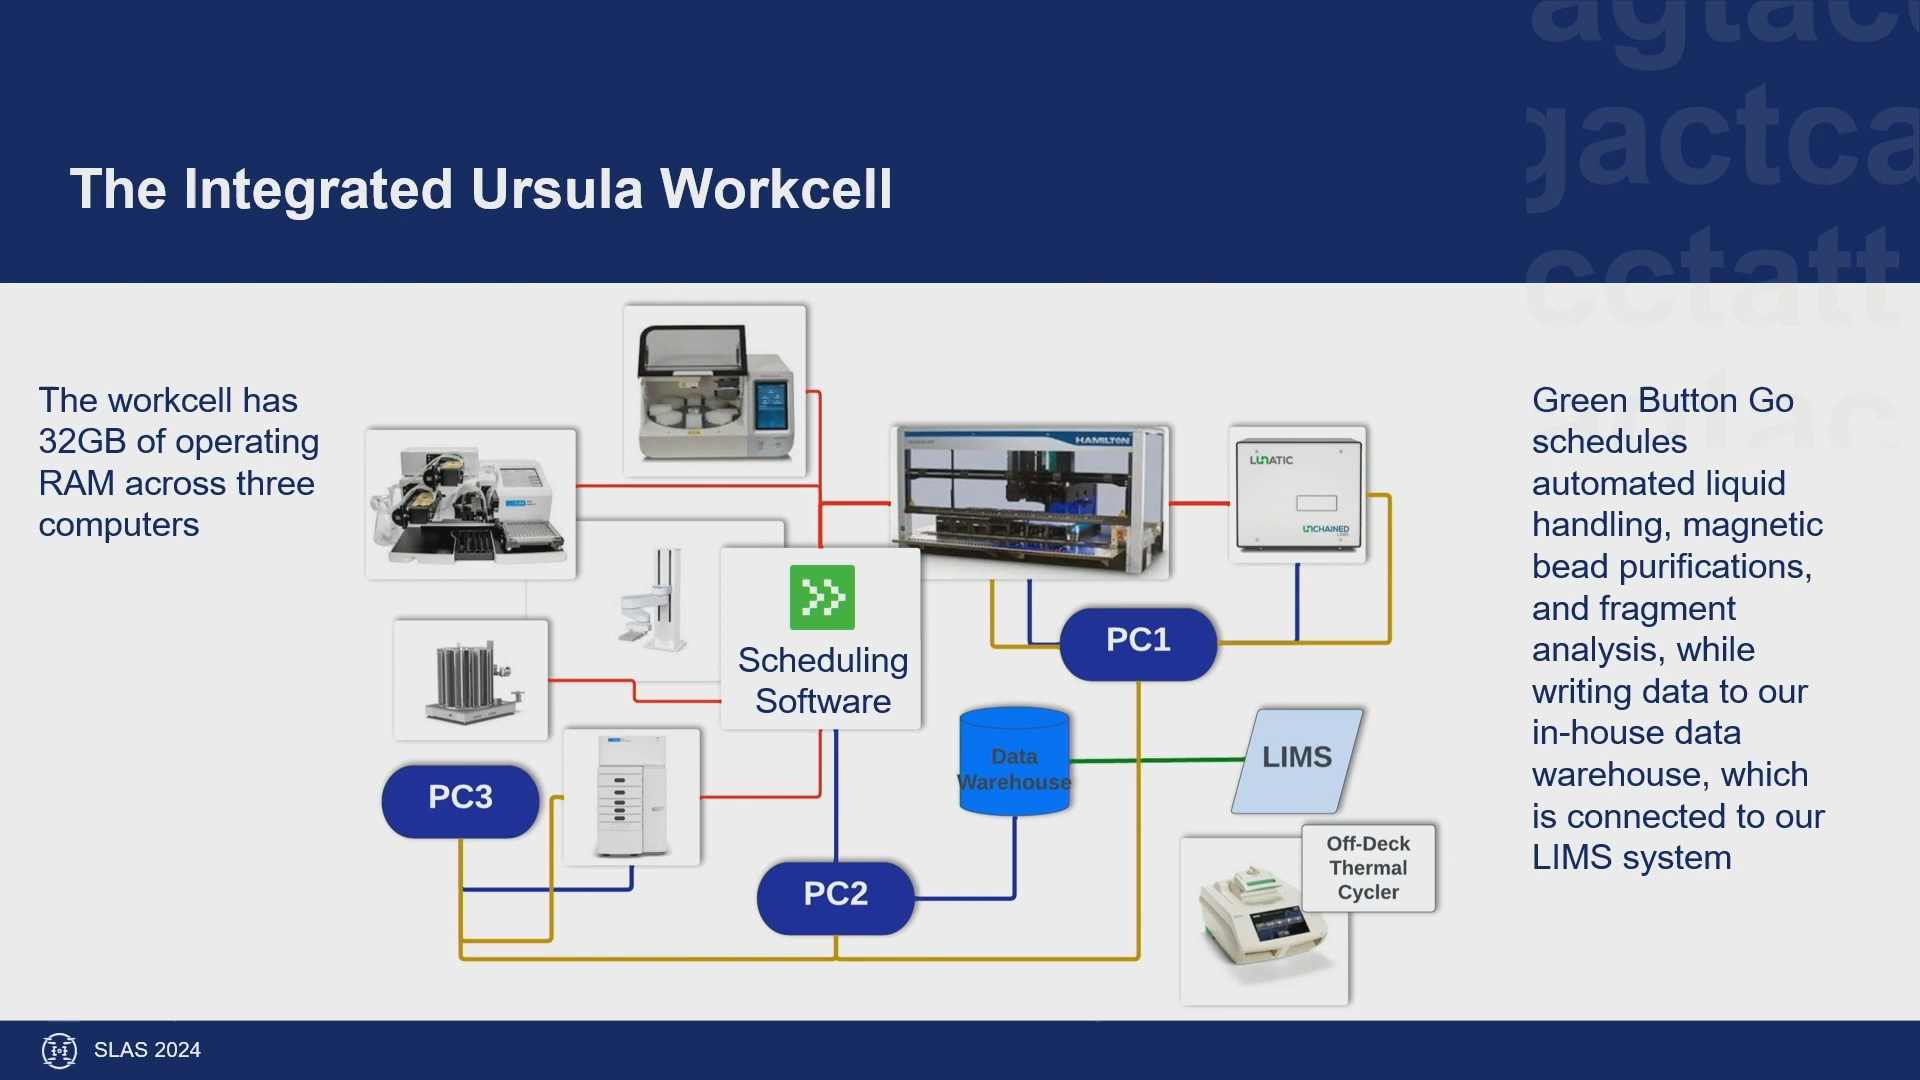 agtacc
gactca
cctatt
The Integrated Ursula Workcell
The workcell has
32GB of operating
RAM across three
computers
HAMILTON
LUNATIC
UNCHAINED
LABS
Scheduling
Software
PC1
Data
Warehouse
LIMS
PC3
PC2
Off-Deck
Thermal
Cycler
Green Button Go
schedules
automated liquid
handling, magnetic
bead purifications,
and fragment
analysis, while
writing data to our
in-house data
warehouse, which
is connected to our
LIMS system
SLAS 2024